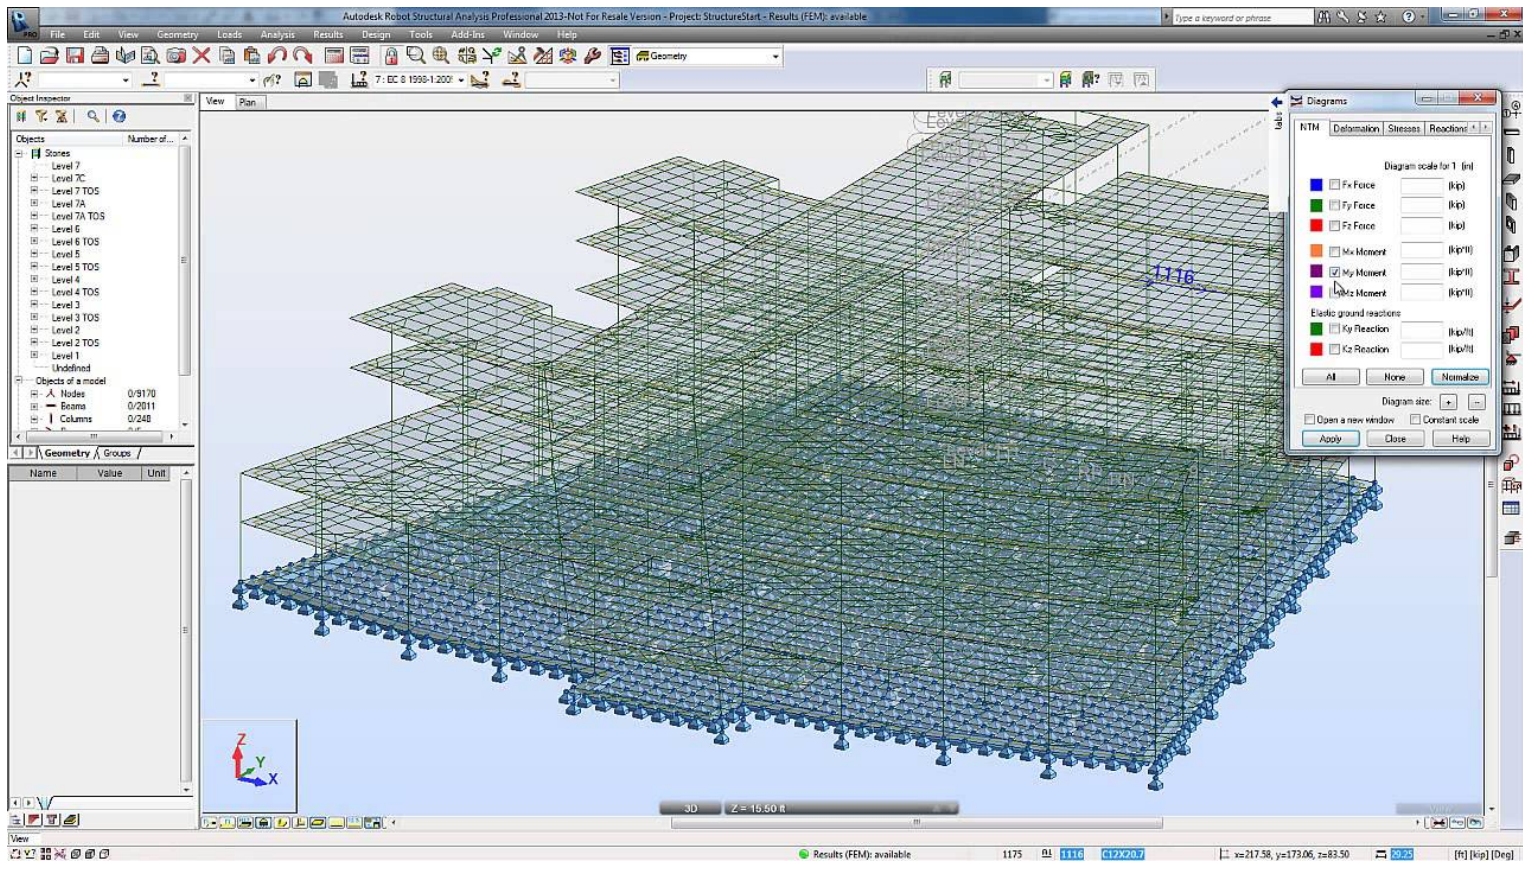 Autodesk Robot Structural Analysis Professional 2013-Not For Resale Version - Project: StructureStart - Results (FEM): available
Type a keyword or phrase
PRO
File Edit View Geometry Loads Analysis Results Design Tools Add-Ins Window Help
Geometry
7 : EC 8 1998-1:200
Object Inspector
View Plan
Objects Number of...
Stories
Level 7
Level 7C
Level 7 TOS
Level 7A
Level 7A TOS
Level 6
Level 6 TOS
Level 5
Level 5 TOS
Level 4
Level 4 TOS
Level 3
Level 3 TOS
Level 2
Level 2 TOS
Level 1
Undefined
Objects of a model
Nodes 0/9170
Beams 0/2011
Columns 0/240
Geometry Groups
Name Value Unit
1116
tabs
Diagrams
NTM Deformation Stresses Reactions
Diagram scale for 1 (in)
Fx Force (kip)
Fy Force (kip)
Fz Force (kip)
Mx Moment (kip*ft)
My Moment (kip*ft)
Mz Moment (kip*ft)
Elastic ground reactions
Ky Reaction (kip/ft)
Kz Reaction (kip/ft)
All None Normalize
Diagram size: + -
Open a new window Constant scale
Apply Close Help
Z
Y
X
3D Z = 15.50 ft
View
Results (FEM): available 1175 1116 C12X20.7 x=217.58, y=173.06, z=83.50 29.25 [ft] [kip] [Deg]